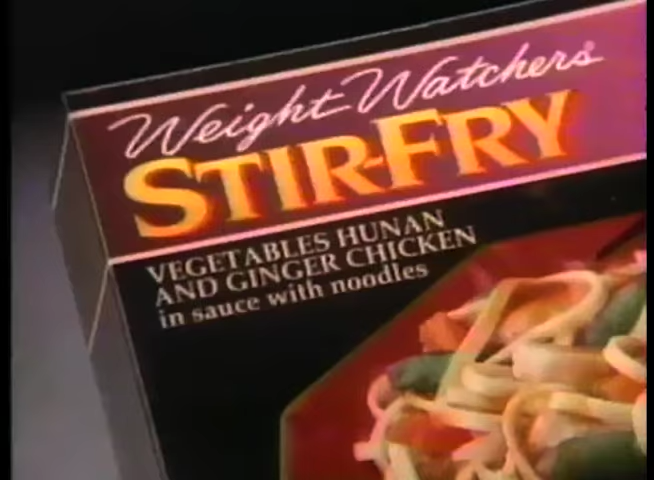 Weight Watchers®
STIR-FRY
VEGETABLES HUNAN
AND GINGER CHICKEN
in sauce with noodles